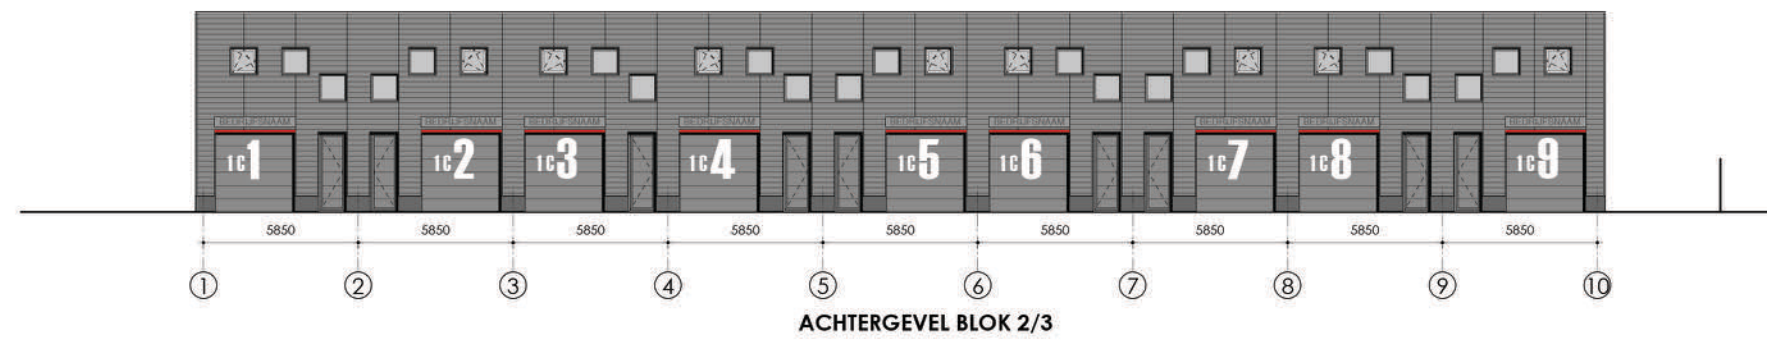 BEDRIJFSNAAM BEDRIJFSNAAM BEDRIJFSNAAM BEDRIJFSNAAM BEDRIJFSNAAM BEDRIJFSNAAM BEDRIJFSNAAM BEDRIJFSNAAM BEDRIJFSNAAM
1C1 1C2 1C3 1C4 1C5 1C6 1C7 1C8 1C9
5850 5850 5850 5850 5850 5850 5850 5850 5850
1 2 3 4 5 6 7 8 9 10
ACHTERGEVEL BLOK 2/3